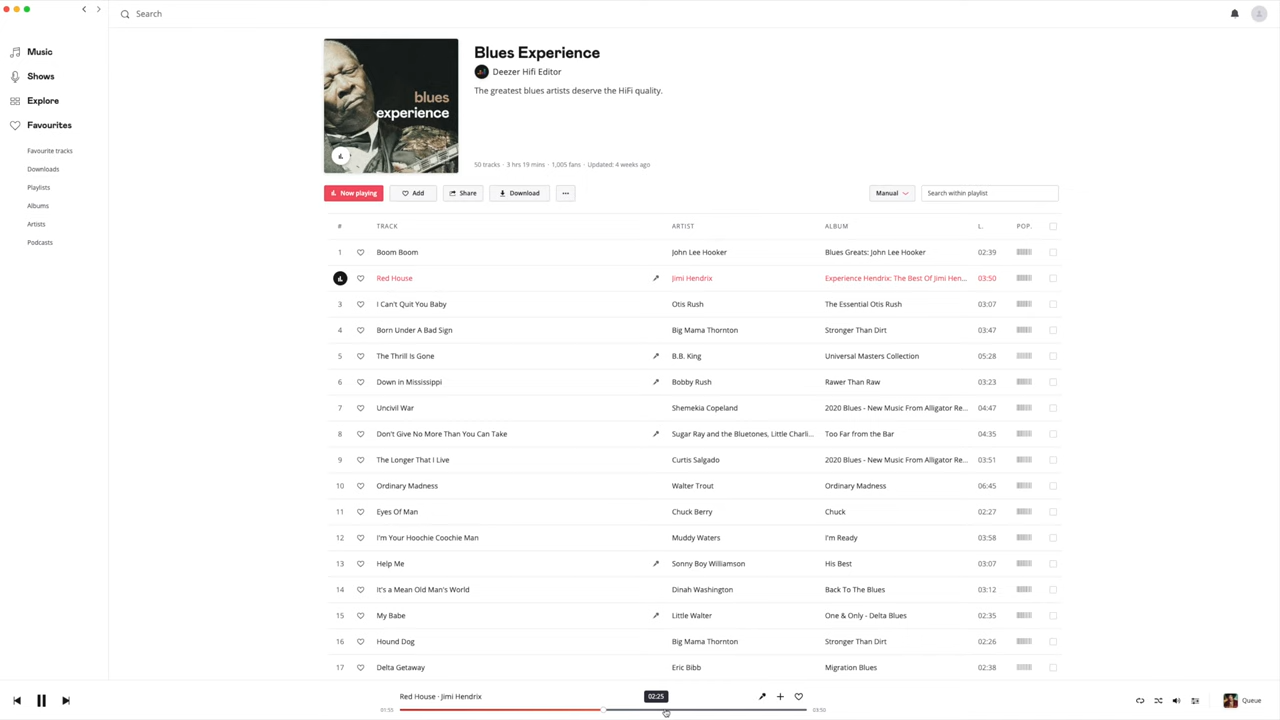 Search
Music
Shows
Explore
Favourites
Favourite tracks
Downloads
Playlists
Albums
Artists
Podcasts
blues
experience
Blues Experience
Deezer Hifi Editor
The greatest blues artists deserve the HiFi quality.
50 tracks · 3 hrs 19 mins · 1,005 fans · Updated: 4 weeks ago
Now playing Add Share Download Manual Search within playlist
# TRACK ARTIST ALBUM L. POP.
1 Boom Boom John Lee Hooker Blues Greats: John Lee Hooker 02:39
Red House Jimi Hendrix Experience Hendrix: The Best Of Jimi Hen... 03:50
3 I Can't Quit You Baby Otis Rush The Essential Otis Rush 03:07
4 Born Under A Bad Sign Big Mama Thornton Stronger Than Dirt 03:47
5 The Thrill Is Gone B.B. King Universal Masters Collection 05:28
6 Down in Mississippi Bobby Rush Rawer Than Raw 03:23
7 Uncivil War Shemekia Copeland 2020 Blues - New Music From Alligator Re... 04:47
8 Don't Give No More Than You Can Take Sugar Ray and the Bluetones, Little Charli... Too Far from the Bar 04:35
9 The Longer That I Live Curtis Salgado 2020 Blues - New Music From Alligator Re... 03:51
10 Ordinary Madness Walter Trout Ordinary Madness 06:45
11 Eyes Of Man Chuck Berry Chuck 02:27
12 I'm Your Hoochie Coochie Man Muddy Waters I'm Ready 03:58
13 Help Me Sonny Boy Williamson His Best 03:07
14 It's a Mean Old Man's World Dinah Washington Back To The Blues 03:12
15 My Babe Little Walter One & Only - Delta Blues 02:35
16 Hound Dog Big Mama Thornton Stronger Than Dirt 02:26
17 Delta Getaway Eric Bibb Migration Blues 02:38
Red House · Jimi Hendrix 02:25
01:55 03:50
Queue